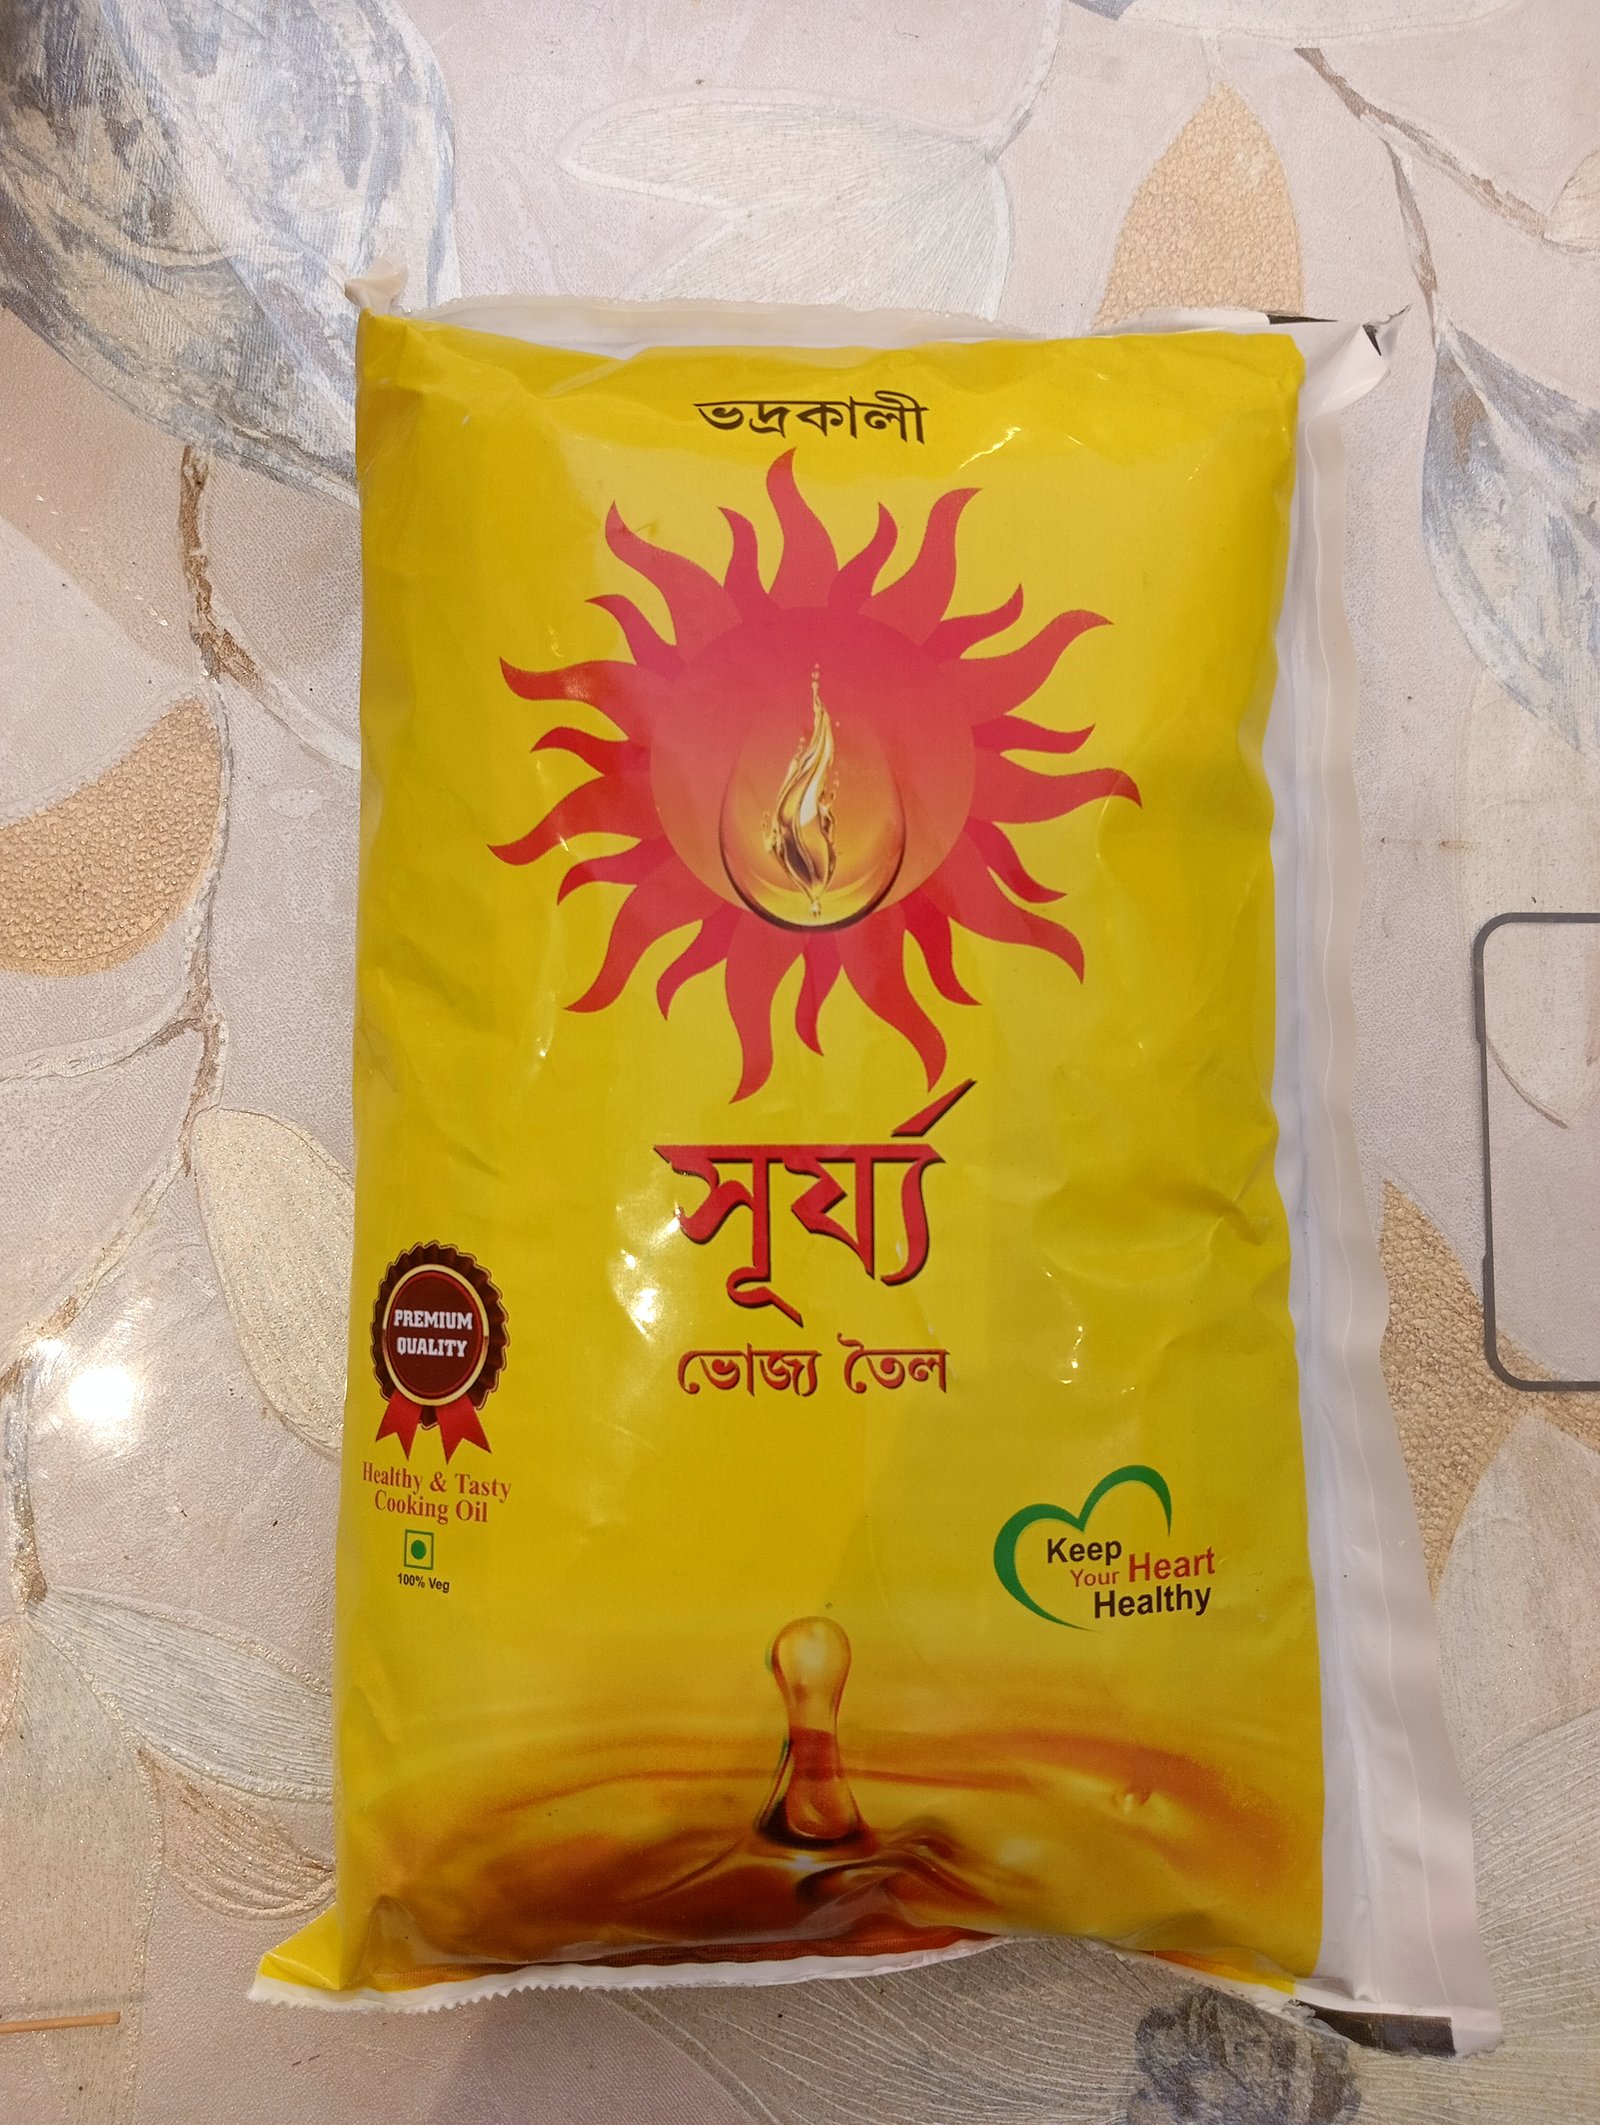 ভদ্রকালী
সূর্য্য
ভোজ্য তৈল
PREMIUM
QUALITY
Healthy & Tasty
Cooking Oil
100% Veg
Keep
Your Heart
Healthy